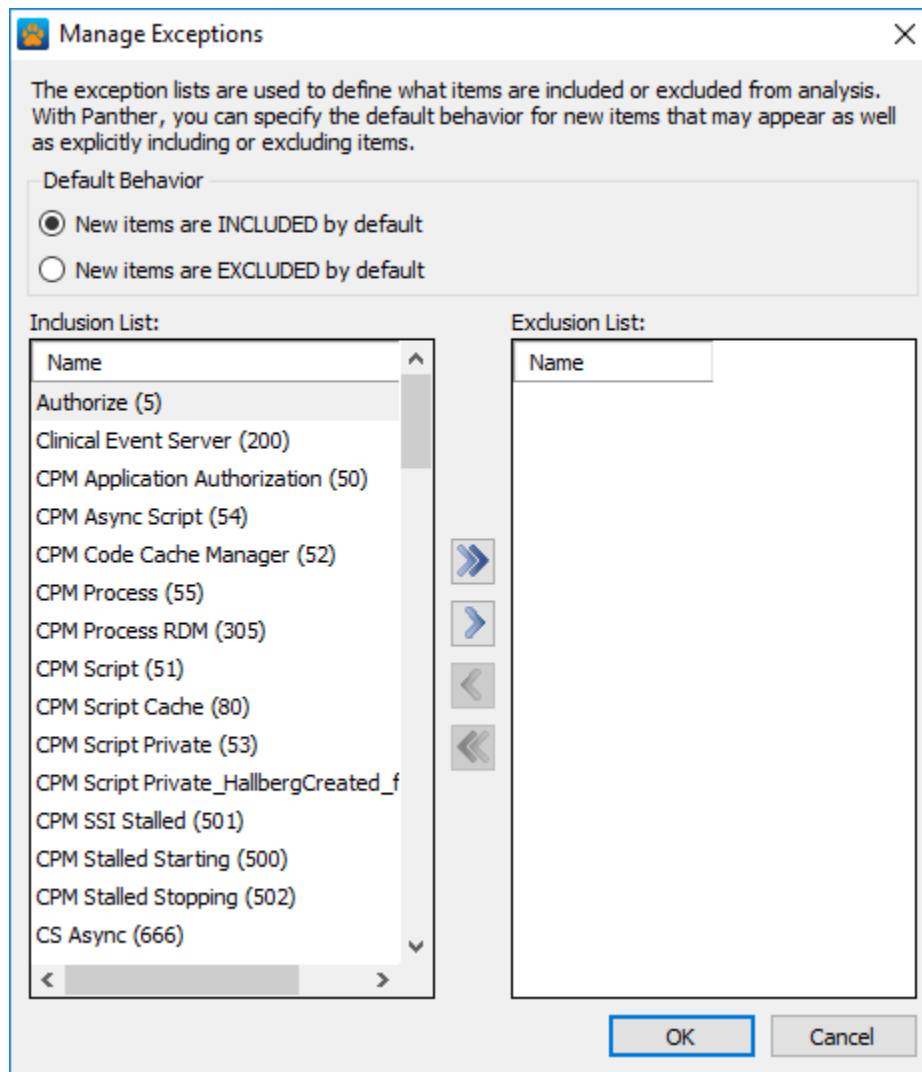 Manage Exceptions
The exception lists are used to define what items are included or excluded from analysis.
With Panther, you can specify the default behavior for new items that may appear as well
as explicitly including or excluding items.
Default Behavior
New items are INCLUDED by default
New items are EXCLUDED by default
Inclusion List:
Name
Authorize (5)
Clinical Event Server (200)
CPM Application Authorization (50)
CPM Async Script (54)
CPM Code Cache Manager (52)
CPM Process (55)
CPM Process RDM (305)
CPM Script (51)
CPM Script Cache (80)
CPM Script Private (53)
CPM Script Private_HallbergCreated_f
CPM SSI Stalled (501)
CPM Stalled Starting (500)
CPM Stalled Stopping (502)
CS Async (666)
Exclusion List:
Name
OK
Cancel